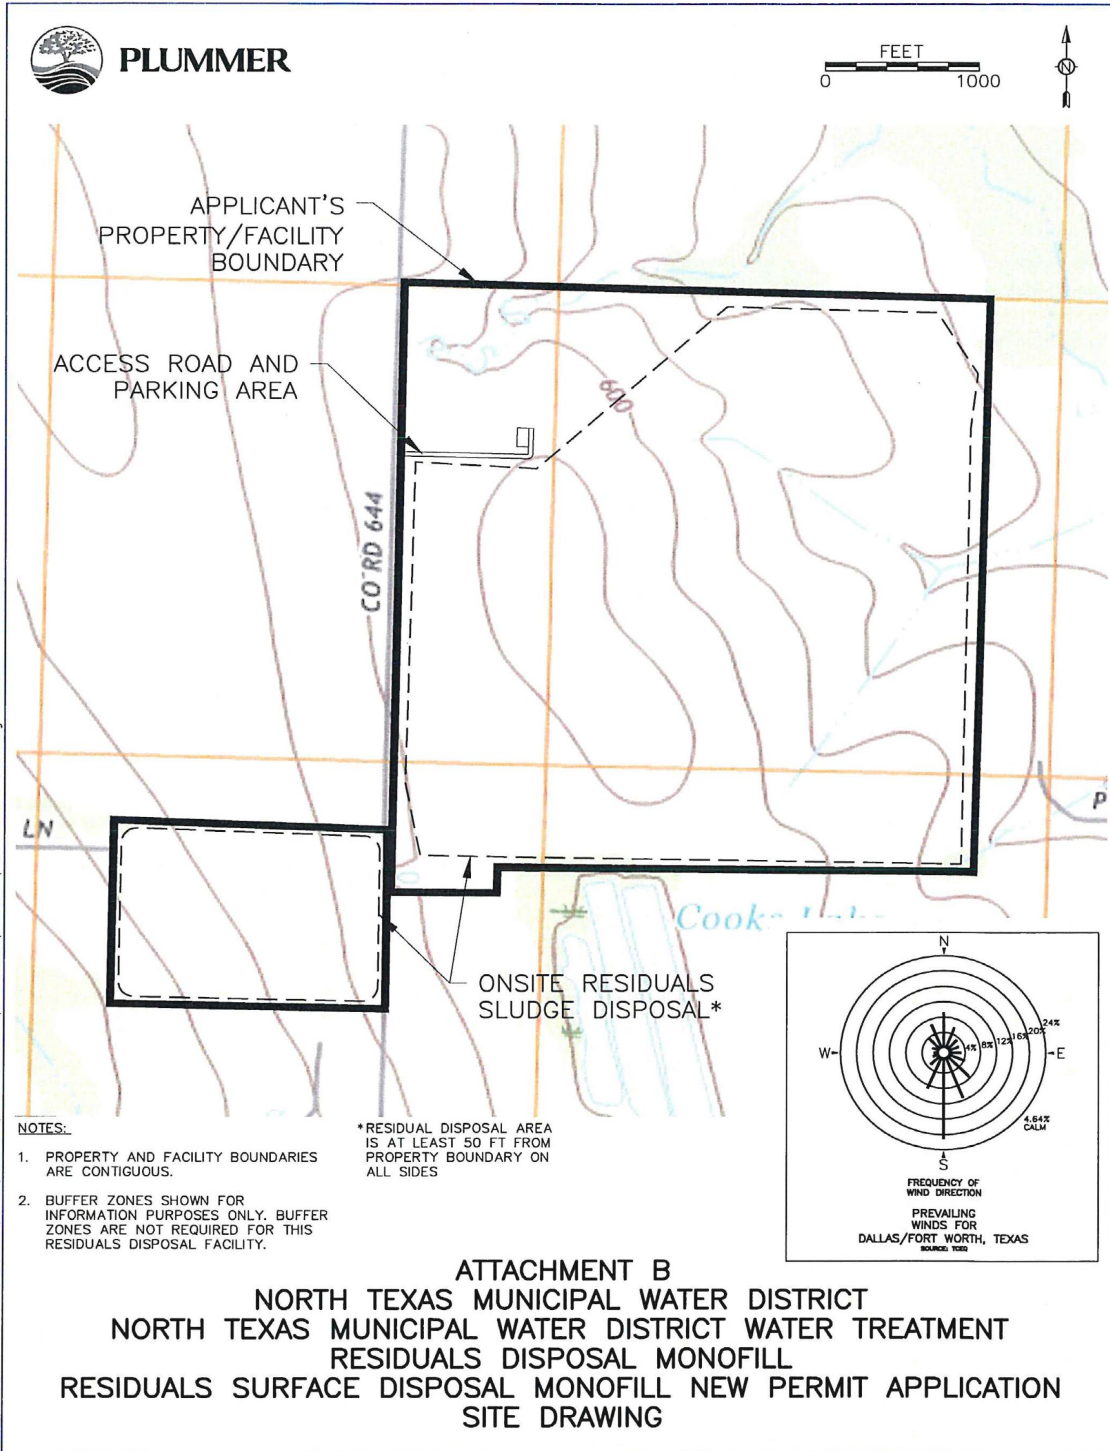 PLUMMER
FEET
0 1000
N
APPLICANT'S
PROPERTY/FACILITY
BOUNDARY
ACCESS ROAD AND
PARKING AREA
600
CO RD 644
LN
P
ONSITE RESIDUALS
SLUDGE DISPOSAL*
N
W
E
S
4% 8% 12% 16% 20% 24%
4.64%
CALM
FREQUENCY OF
WIND DIRECTION
PREVAILING
WINDS FOR
DALLAS/FORT WORTH, TEXAS
SOURCE: TCEQ
NOTES:
1. PROPERTY AND FACILITY BOUNDARIES
ARE CONTIGUOUS.
2. BUFFER ZONES SHOWN FOR
INFORMATION PURPOSES ONLY. BUFFER
ZONES ARE NOT REQUIRED FOR THIS
RESIDUALS DISPOSAL FACILITY.
*RESIDUAL DISPOSAL AREA
IS AT LEAST 50 FT FROM
PROPERTY BOUNDARY ON
ALL SIDES
ATTACHMENT B
NORTH TEXAS MUNICIPAL WATER DISTRICT
NORTH TEXAS MUNICIPAL WATER DISTRICT WATER TREATMENT
RESIDUALS DISPOSAL MONOFILL
RESIDUALS SURFACE DISPOSAL MONOFILL NEW PERMIT APPLICATION
SITE DRAWING